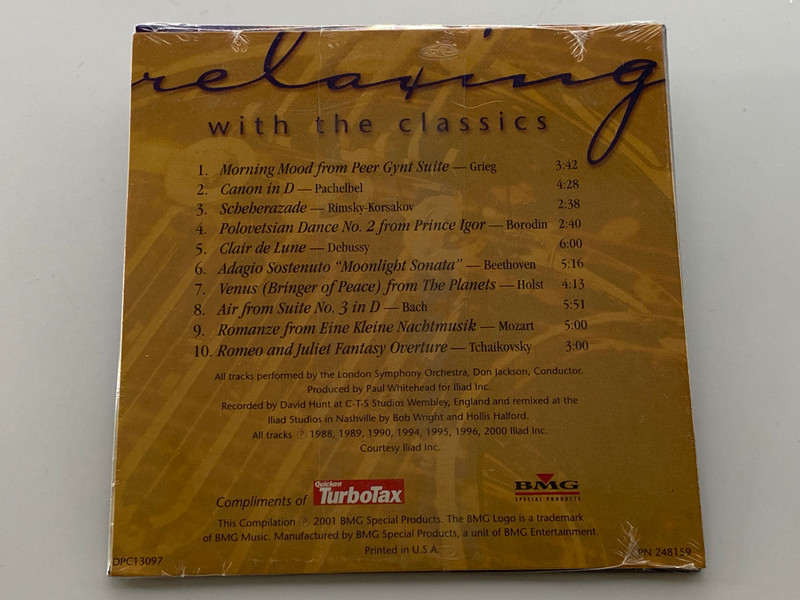 relaxing
with the classics
1. Morning Mood from Peer Gynt Suite — Grieg 3:42
2. Canon in D — Pachelbel 4:28
3. Scheherazade — Rimsky-Korsakov 2:38
4. Polovetsian Dance No. 2 from Prince Igor — Borodin 2:40
5. Clair de Lune — Debussy 6:00
6. Adagio Sostenuto "Moonlight Sonata" — Beethoven 5:16
7. Venus (Bringer of Peace) from The Planets — Holst 4:13
8. Air from Suite No. 3 in D — Bach 5:51
9. Romanze from Eine Kleine Nachtmusik — Mozart 5:00
10. Romeo and Juliet Fantasy Overture — Tchaikovsky 3:00
All tracks performed by the London Symphony Orchestra, Don Jackson, Conductor.
Produced by Paul Whitehead for Iliad Inc.
Recorded by David Hunt at C-T-S Studios Wembley, England and remixed at the
Iliad Studios in Nashville by Bob Wright and Hollis Halford.
All tracks ℗ 1988, 1989, 1990, 1994, 1995, 1996, 2000 Iliad Inc.
Courtesy Iliad Inc.
Compliments of Quicken TurboTax
BMG
SPECIAL PRODUCTS
This Compilation ℗ 2001 BMG Special Products. The BMG Logo is a trademark
of BMG Music. Manufactured by BMG Special Products, a unit of BMG Entertainment.
Printed in U.S.A.
DPC13097
PN 248159